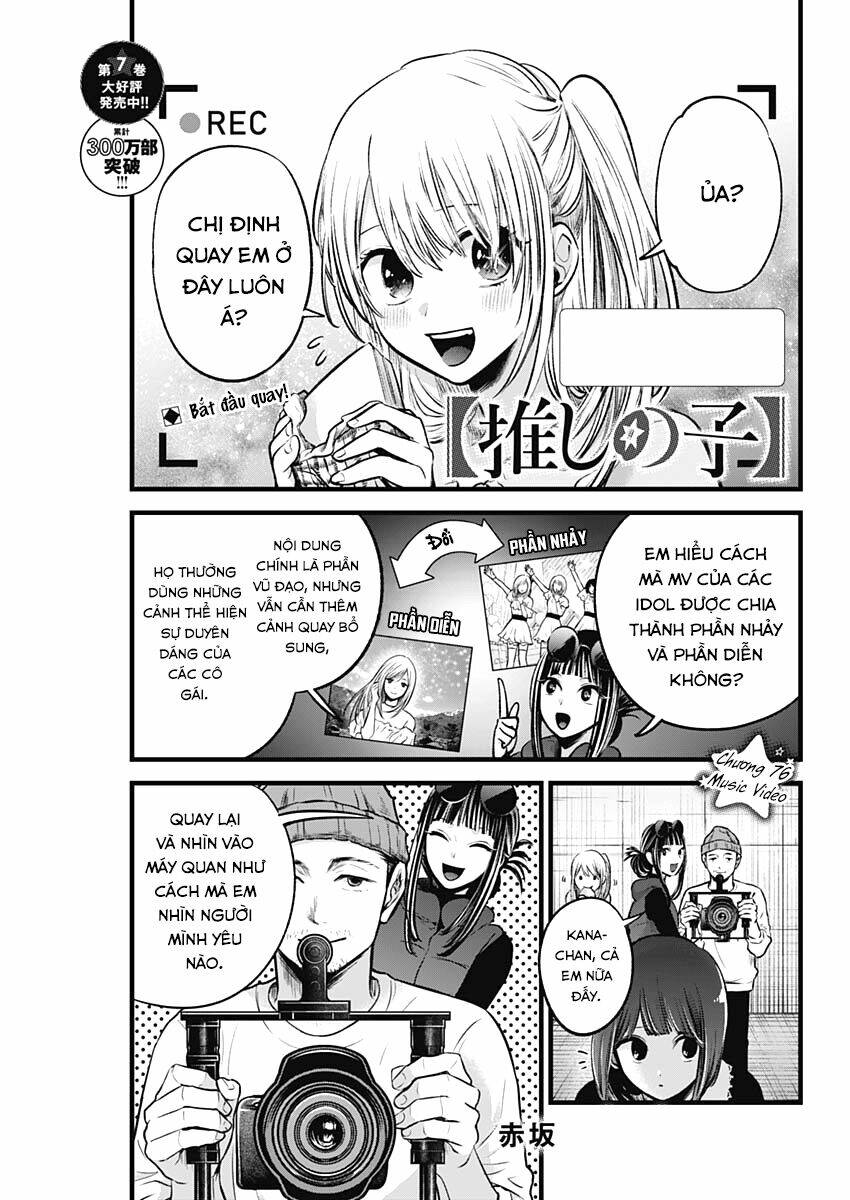 第7巻
大好評
発売中!!
累計
300万部
突破
!!!
REC
ỦA?
CHỊ ĐỊNH
QUAY EM Ở
ĐÂY LUÔN
Á?
Bắt đầu quay!
【推しの子】
EM HIỂU CÁCH
MÀ MV CỦA CÁC
IDOL ĐƯỢC CHIA
THÀNH PHẦN NHẢY
VÀ PHẦN DIỄN
KHÔNG?
PHẦN NHẢY
Đổi
PHẦN DIỄN
NỘI DUNG
CHÍNH LÀ PHẦN
VŨ ĐẠO, NHƯNG
VẪN CẦN THÊM
CẢNH QUAY BỔ
SUNG,
HỌ THƯỜNG
DÙNG NHỮNG
CẢNH THỂ HIỆN
SỰ DUYÊN
DÁNG CỦA
CÁC CÔ
GÁI.
Chương 76
Music Video
KANA-
CHAN, CẢ
EM NỮA
ĐẤY.
QUAY LẠI
VÀ NHÌN VÀO
MÁY QUAN NHƯ
CÁCH MÀ EM
NHÌN NGƯỜI
MÌNH YÊU
NÀO.
赤坂